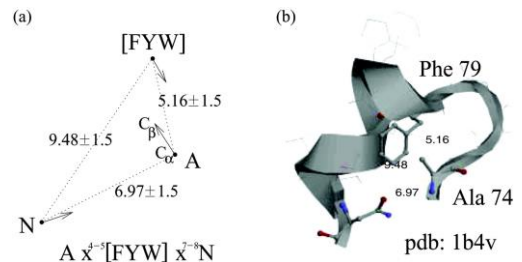 (a)
[FYW]
5.16±1.5
9.48±1.5
Cβ
Cα
A
6.97±1.5
N
A x⁴⁻⁵[FYW] x⁷⁻⁸N
(b)
Phe 79
5.16
9.48
6.97
Ala 74
pdb: 1b4v